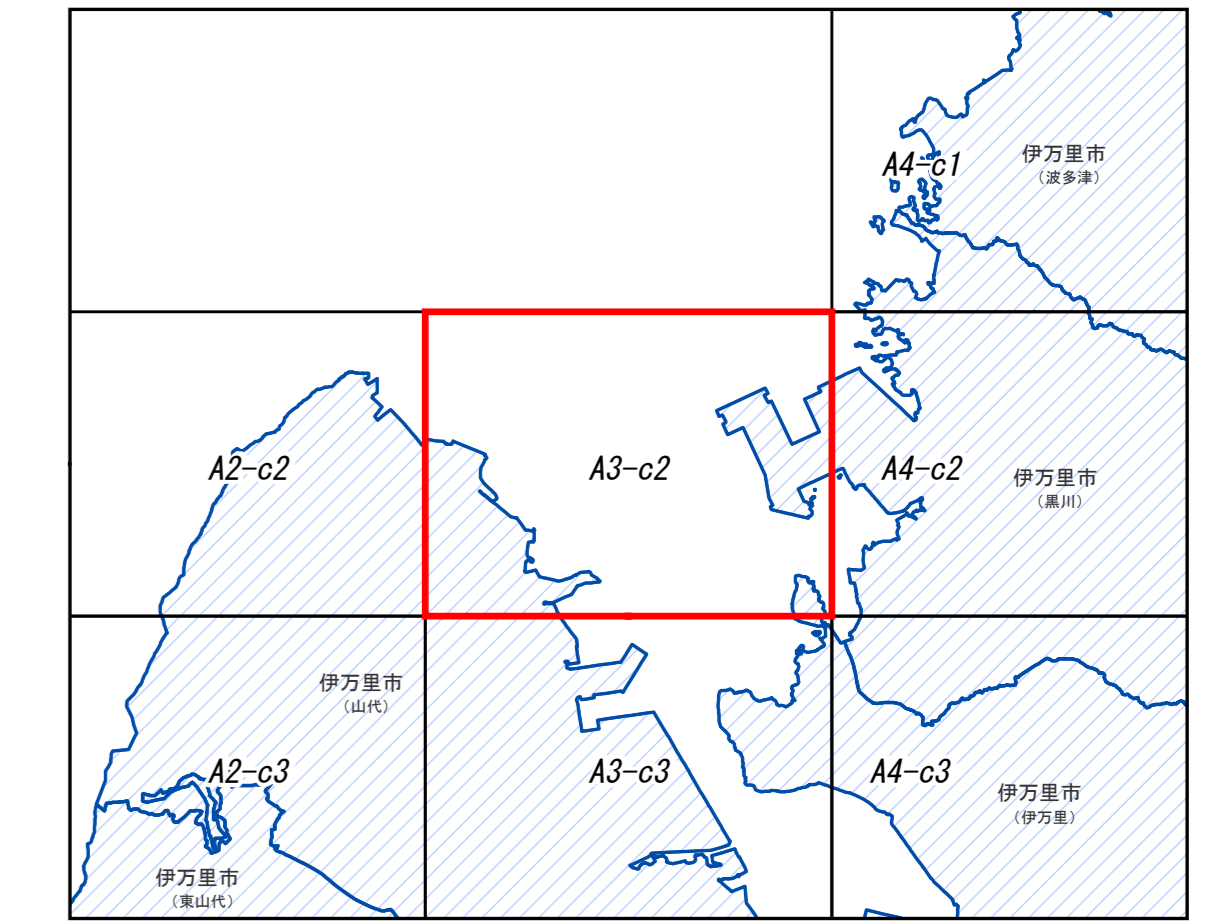 A4-c1
伊万里市
（波多津）
A2-c2
A3-c2
A4-c2
伊万里市
（黒川）
伊万里市
（山代）
A2-c3
A3-c3
A4-c3
伊万里市
（伊万里）
伊万里市
（東山代）